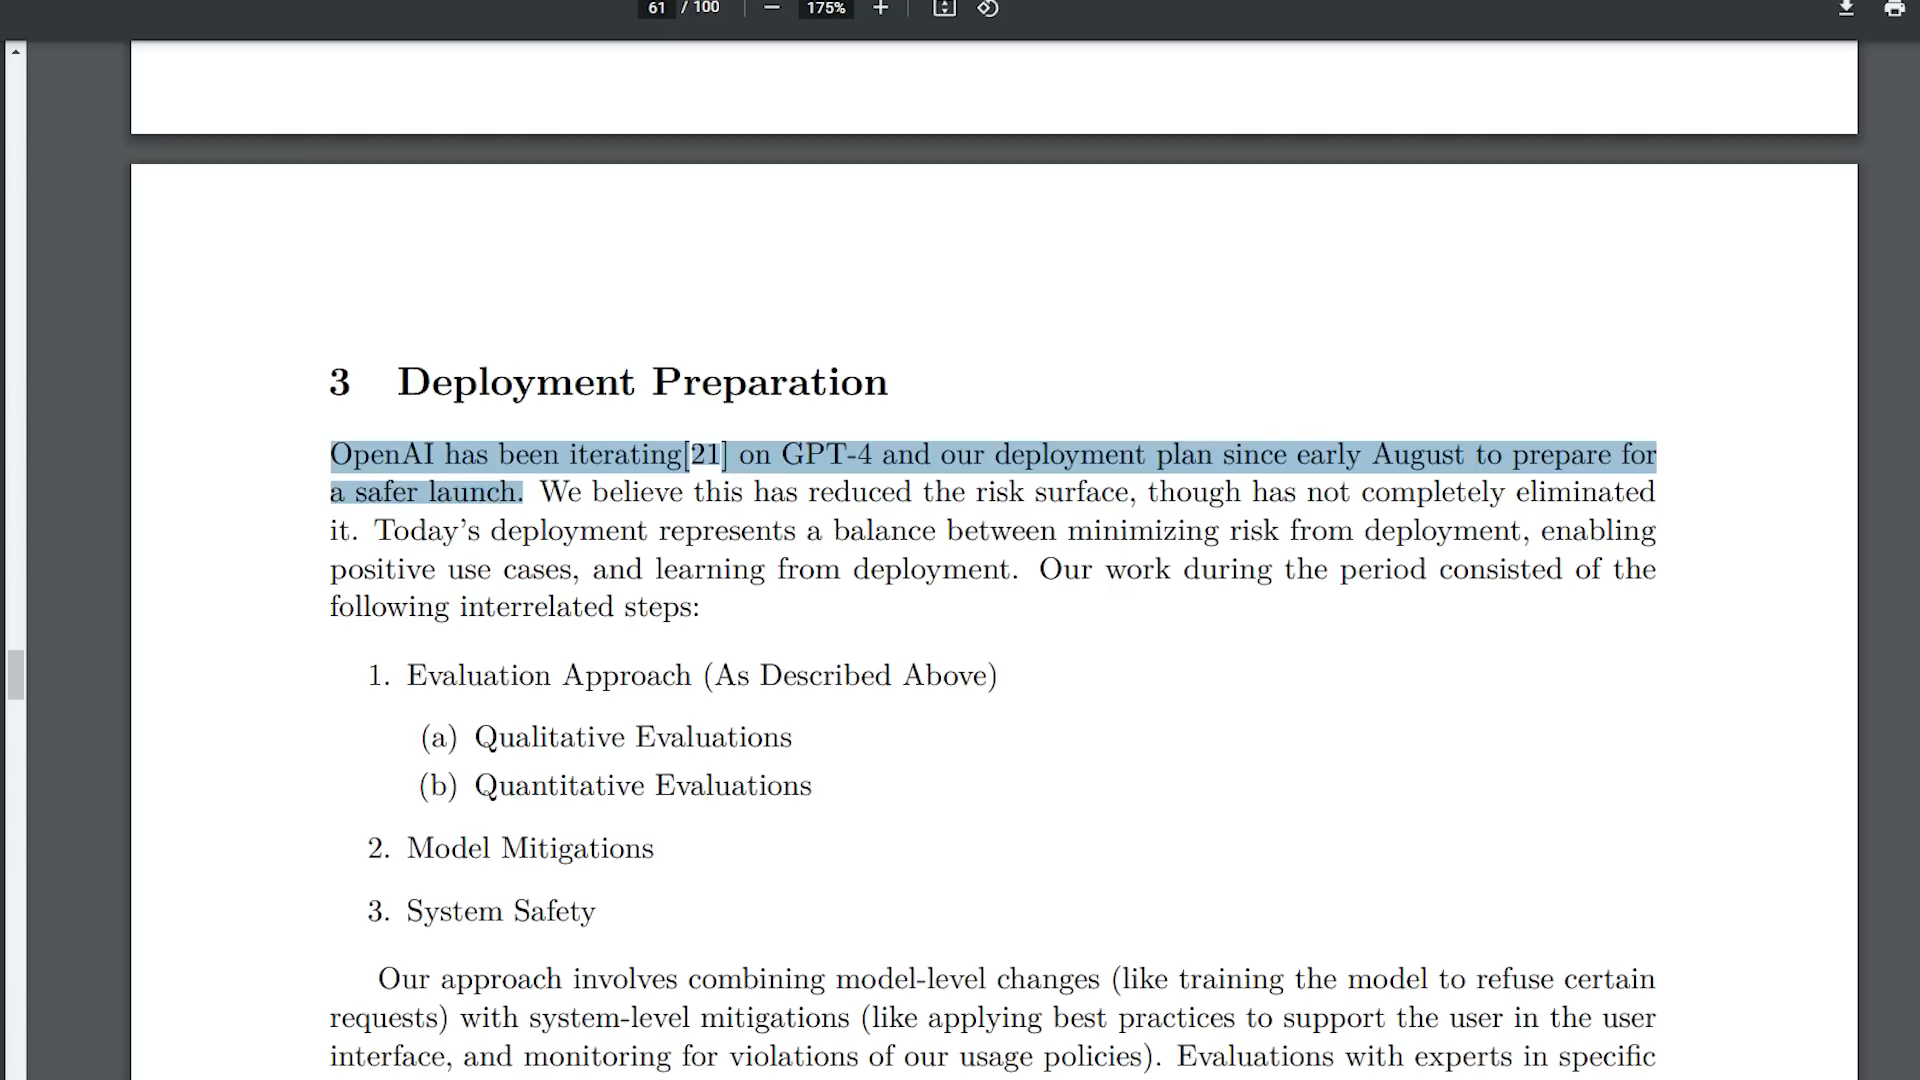 61 / 100 — 175% +
3 Deployment Preparation
OpenAI has been iterating[21] on GPT-4 and our deployment plan since early August to prepare for
a safer launch. We believe this has reduced the risk surface, though has not completely eliminated
it. Today's deployment represents a balance between minimizing risk from deployment, enabling
positive use cases, and learning from deployment. Our work during the period consisted of the
following interrelated steps:
1. Evaluation Approach (As Described Above)
(a) Qualitative Evaluations
(b) Quantitative Evaluations
2. Model Mitigations
3. System Safety
Our approach involves combining model-level changes (like training the model to refuse certain
requests) with system-level mitigations (like applying best practices to support the user in the user
interface, and monitoring for violations of our usage policies). Evaluations with experts in specific